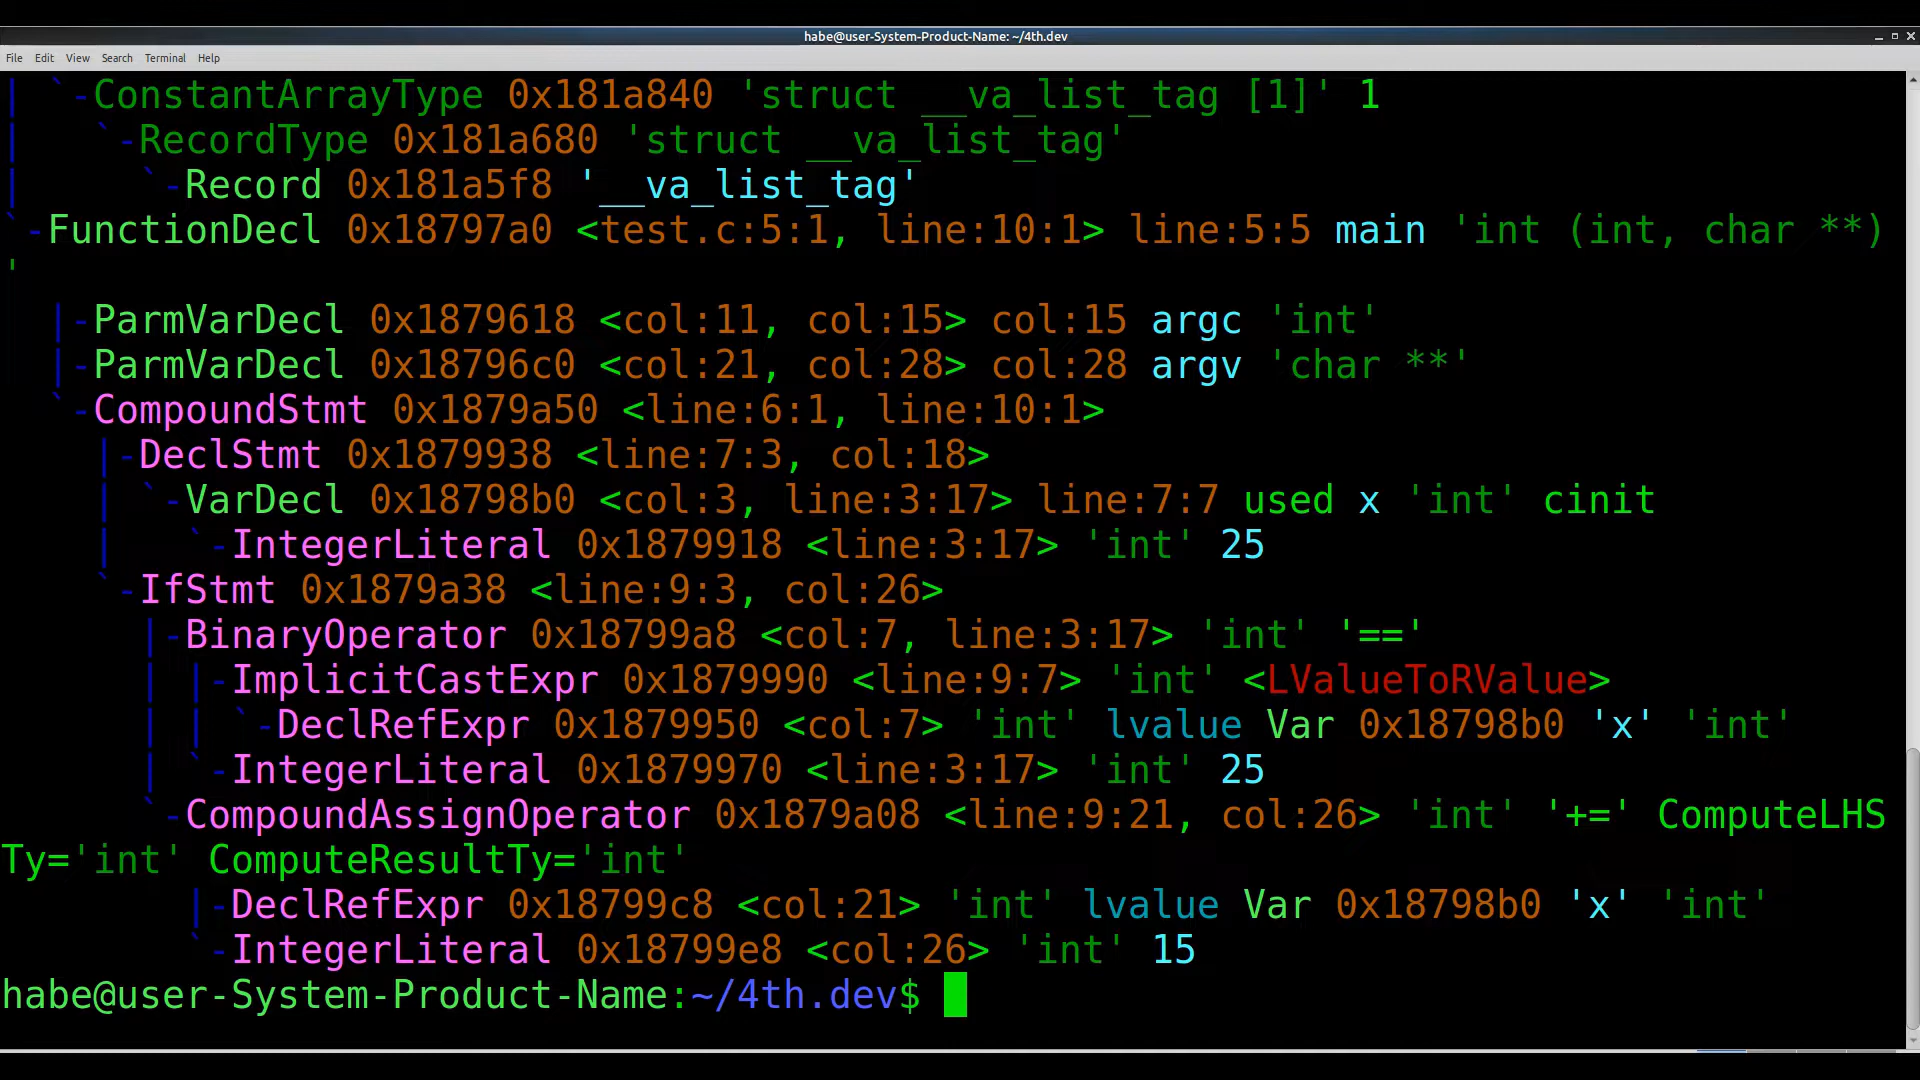 habe@user-System-Product-Name: ~/4th.dev
File Edit View Search Terminal Help
|   `-ConstantArrayType 0x181a840 'struct __va_list_tag [1]' 1
|     `-RecordType 0x181a680 'struct __va_list_tag'
|       `-Record 0x181a5f8 '__va_list_tag'
`-FunctionDecl 0x18797a0 <test.c:5:1, line:10:1> line:5:5 main 'int (int, char **)
'
  |-ParmVarDecl 0x1879618 <col:11, col:15> col:15 argc 'int'
  |-ParmVarDecl 0x18796c0 <col:21, col:28> col:28 argv 'char **'
  `-CompoundStmt 0x1879a50 <line:6:1, line:10:1>
    |-DeclStmt 0x1879938 <line:7:3, col:18>
    | `-VarDecl 0x18798b0 <col:3, line:3:17> line:7:7 used x 'int' cinit
    |   `-IntegerLiteral 0x1879918 <line:3:17> 'int' 25
    `-IfStmt 0x1879a38 <line:9:3, col:26>
      |-BinaryOperator 0x18799a8 <col:7, line:3:17> 'int' '=='
      | |-ImplicitCastExpr 0x1879990 <line:9:7> 'int' <LValueToRValue>
      | | `-DeclRefExpr 0x1879950 <col:7> 'int' lvalue Var 0x18798b0 'x' 'int'
      | `-IntegerLiteral 0x1879970 <line:3:17> 'int' 25
      `-CompoundAssignOperator 0x1879a08 <line:9:21, col:26> 'int' '+=' ComputeLHS
Ty='int' ComputeResultTy='int'
        |-DeclRefExpr 0x18799c8 <col:21> 'int' lvalue Var 0x18798b0 'x' 'int'
        `-IntegerLiteral 0x18799e8 <col:26> 'int' 15
habe@user-System-Product-Name:~/4th.dev$